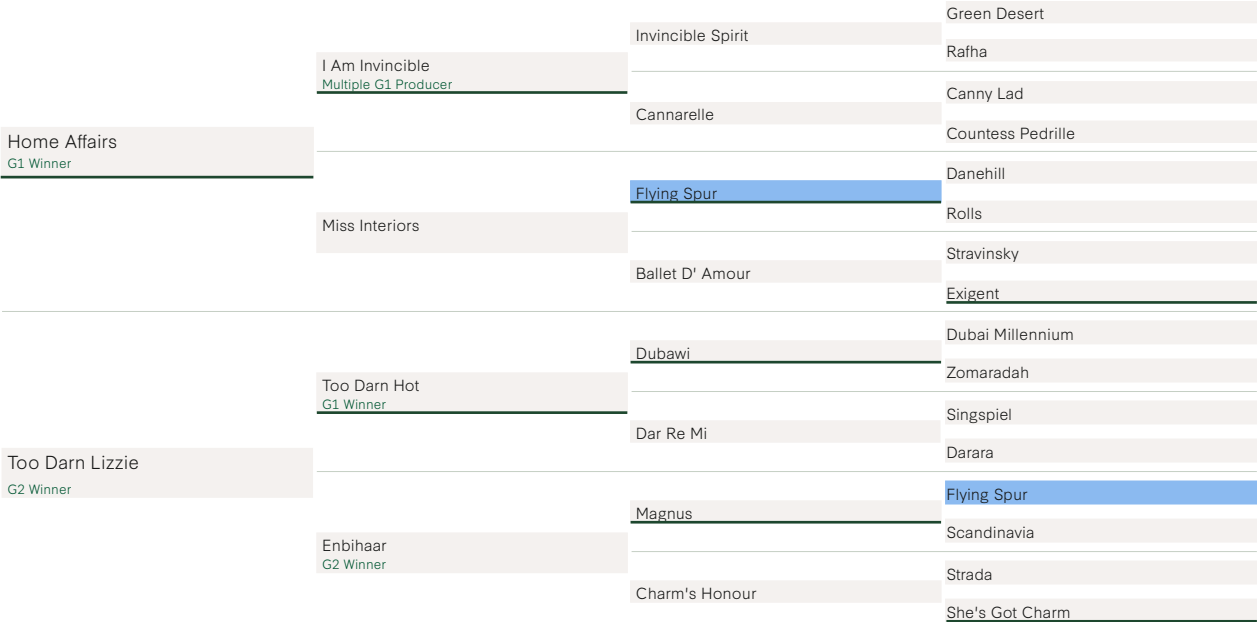 Home Affairs
G1 Winner
Too Darn Lizzie
G2 Winner
I Am Invincible
Multiple G1 Producer
Miss Interiors
Too Darn Hot
G1 Winner
Enbihaar
G2 Winner
Invincible Spirit
Cannarelle
Flying Spur
Ballet D' Amour
Dubawi
Dar Re Mi
Magnus
Charm's Honour
Green Desert
Rafha
Canny Lad
Countess Pedrille
Danehill
Rolls
Stravinsky
Exigent
Dubai Millennium
Zomaradah
Singspiel
Darara
Flying Spur
Scandinavia
Strada
She's Got Charm